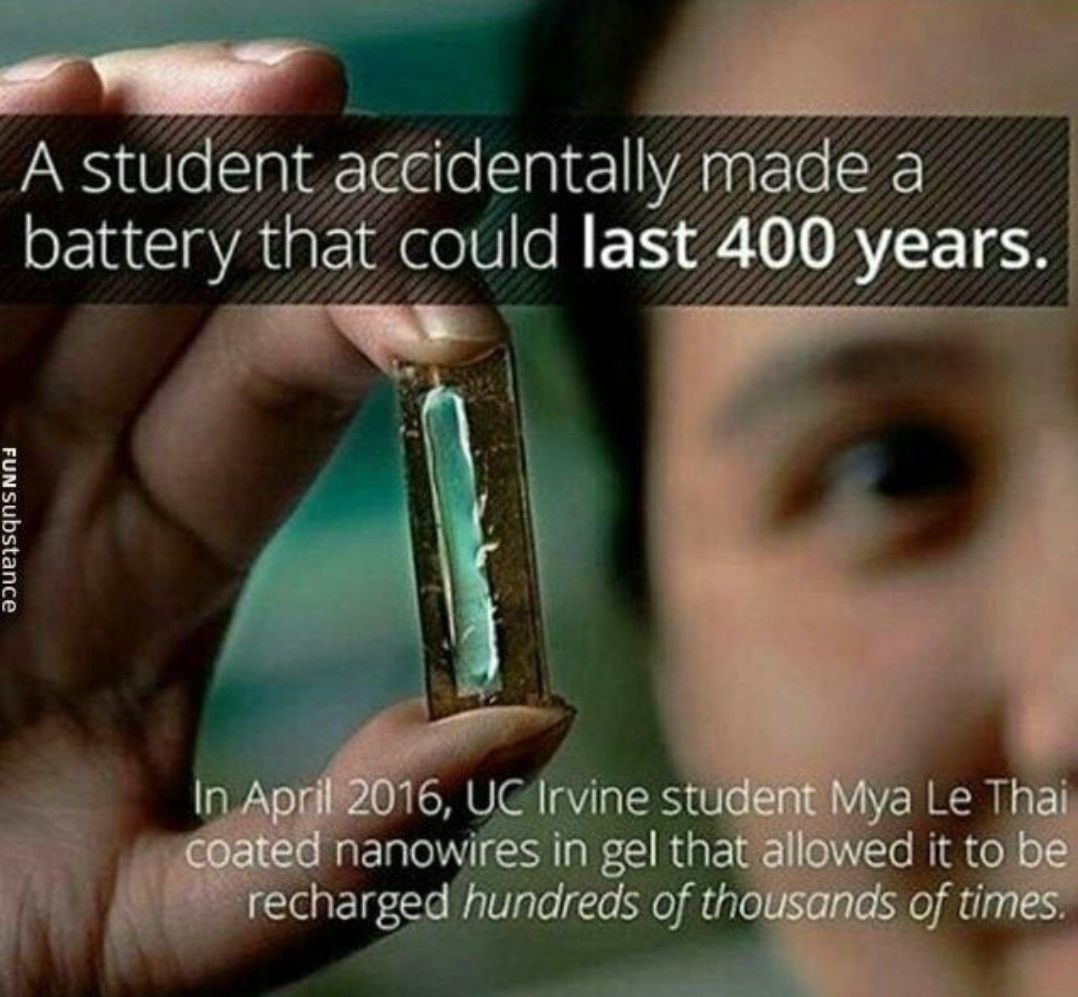 A student accidentally made a
battery that could last 400 years.
FUNsubstance
In April 2016, UC Irvine student Mya Le Thai
coated nanowires in gel that allowed it to be
recharged hundreds of thousands of times.